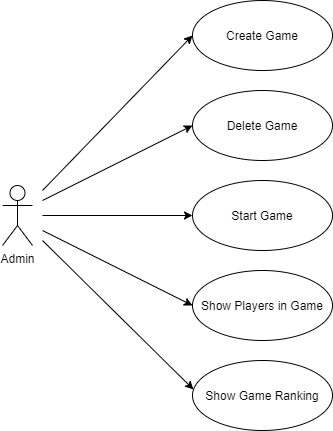 Create Game
Delete Game
Start Game
Admin
Show Players in Game
Show Game Ranking